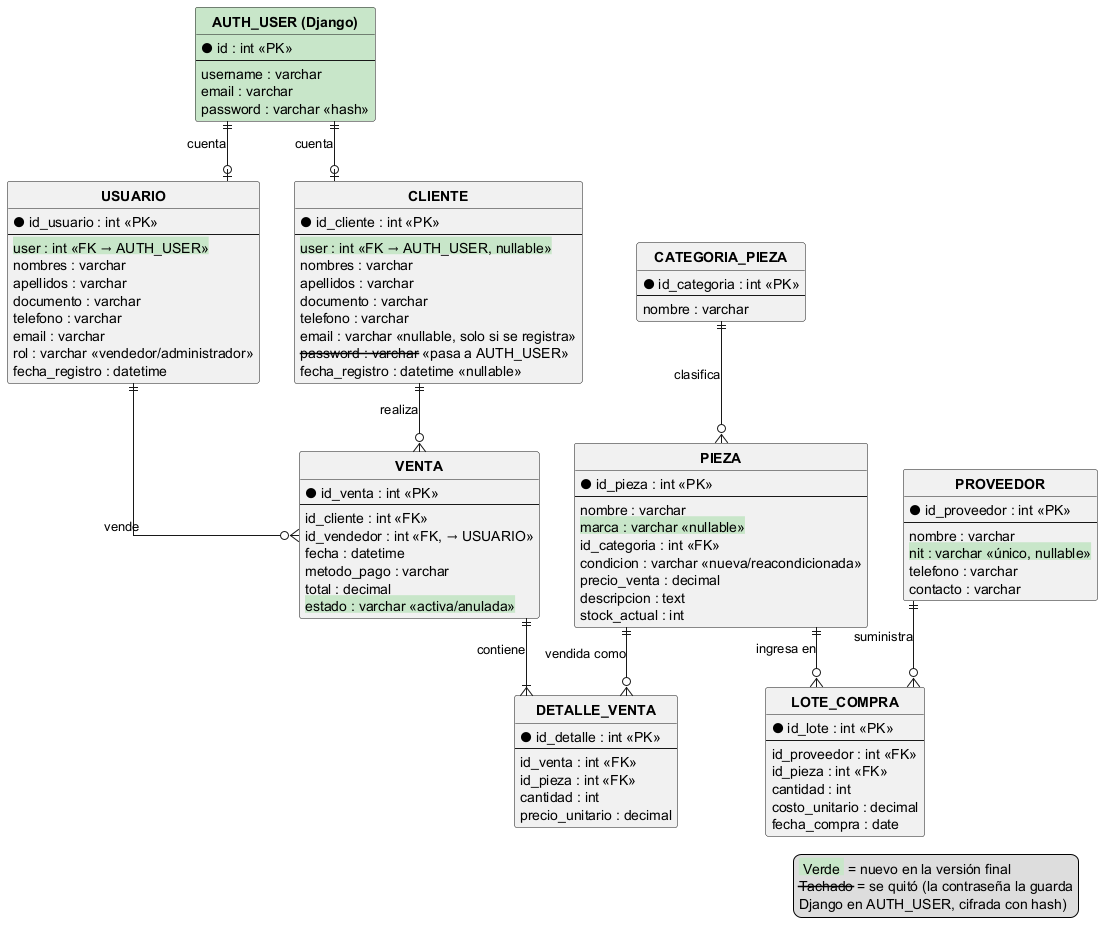 AUTH_USER (Django)
id : int «PK»
username : varchar
email : varchar
password : varchar «hash»
cuenta
cuenta
USUARIO
id_usuario : int «PK»
user : int «FK → AUTH_USER»
nombres : varchar
apellidos : varchar
documento : varchar
telefono : varchar
email : varchar
rol : varchar «vendedor/administrador»
fecha_registro : datetime
CLIENTE
id_cliente : int «PK»
user : int «FK → AUTH_USER, nullable»
nombres : varchar
apellidos : varchar
documento : varchar
telefono : varchar
email : varchar «nullable, solo si se registra»
password : varchar «pasa a AUTH_USER»
fecha_registro : datetime «nullable»
CATEGORIA_PIEZA
id_categoria : int «PK»
nombre : varchar
clasifica
realiza
vende
VENTA
id_venta : int «PK»
id_cliente : int «FK»
id_vendedor : int «FK, → USUARIO»
fecha : datetime
metodo_pago : varchar
total : decimal
estado : varchar «activa/anulada»
PIEZA
id_pieza : int «PK»
nombre : varchar
marca : varchar «nullable»
id_categoria : int «FK»
condicion : varchar «nueva/reacondicionada»
precio_venta : decimal
descripcion : text
stock_actual : int
PROVEEDOR
id_proveedor : int «PK»
nombre : varchar
nit : varchar «único, nullable»
telefono : varchar
contacto : varchar
contiene
vendida como
ingresa en
suministra
DETALLE_VENTA
id_detalle : int «PK»
id_venta : int «FK»
id_pieza : int «FK»
cantidad : int
precio_unitario : decimal
LOTE_COMPRA
id_lote : int «PK»
id_proveedor : int «FK»
id_pieza : int «FK»
cantidad : int
costo_unitario : decimal
fecha_compra : date
Verde = nuevo en la versión final
Tachado = se quitó (la contraseña la guarda
Django en AUTH_USER, cifrada con hash)